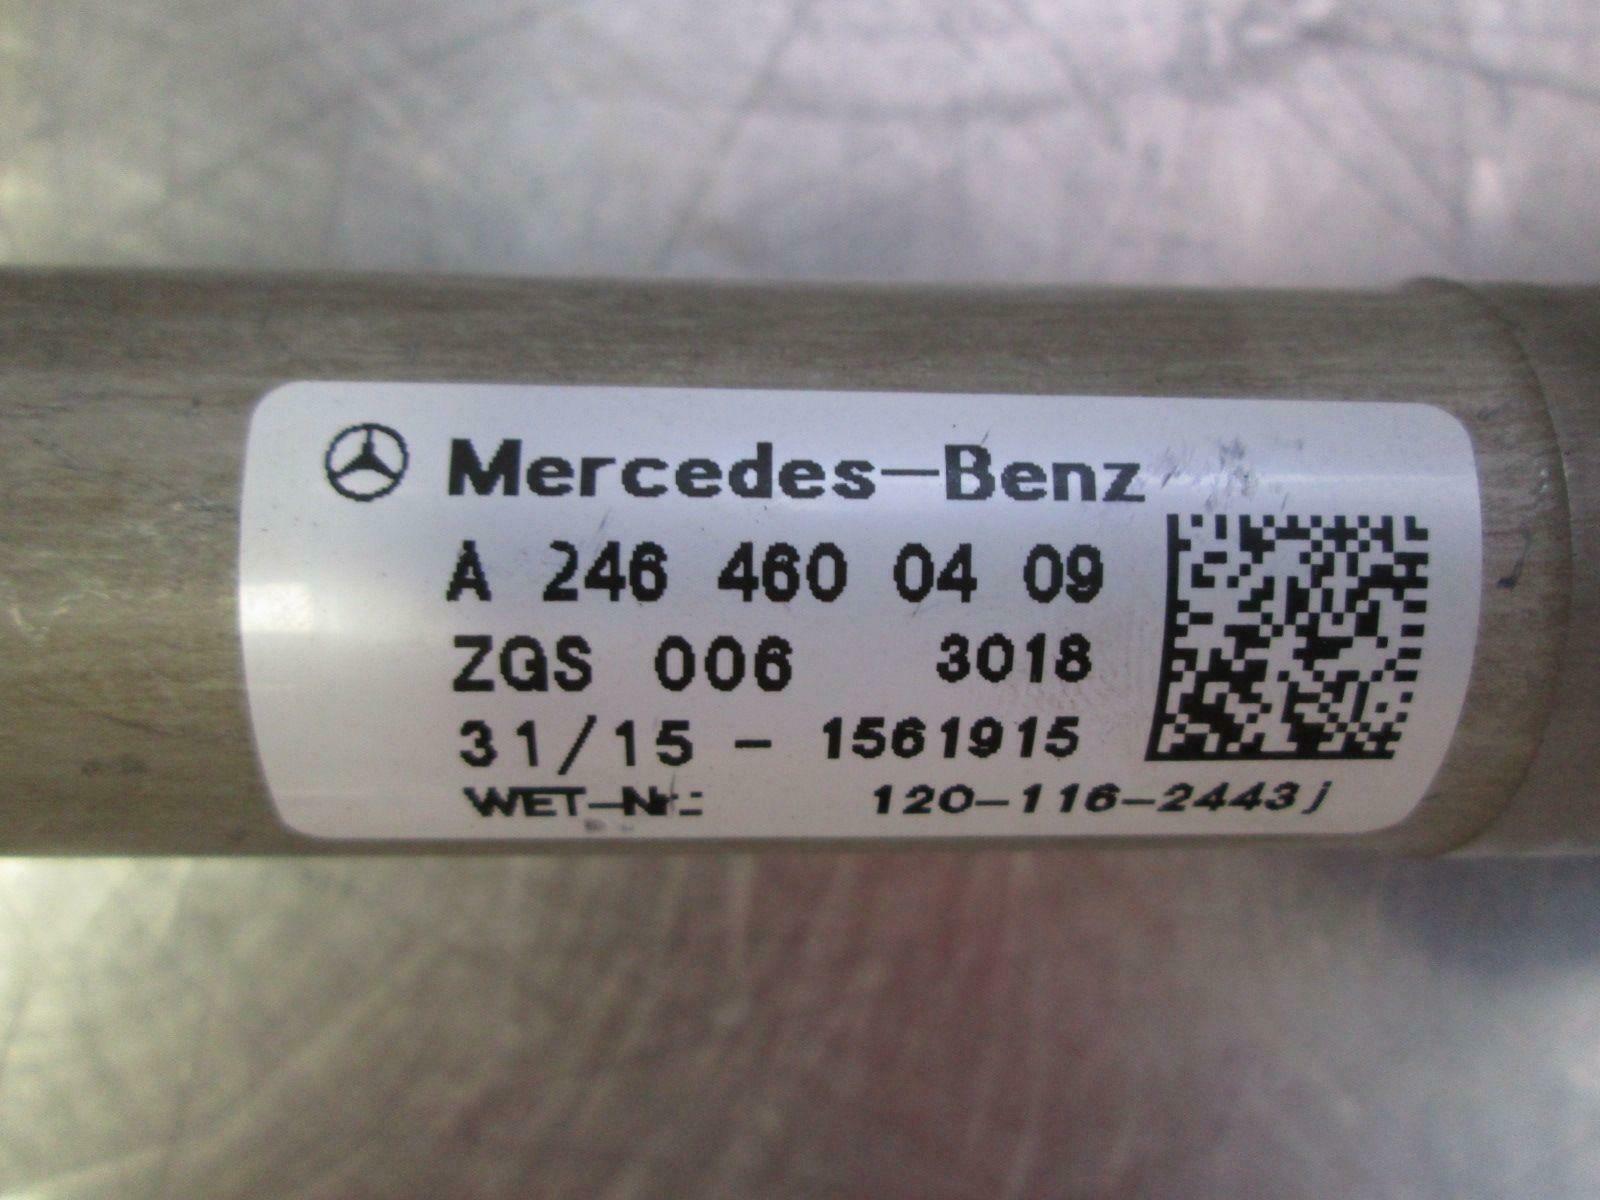 Mercedes-Benz
A 246 460 04 09
ZGS 006 3018
31/15 - 1561915
WET-Nr.: 120-116-2443j